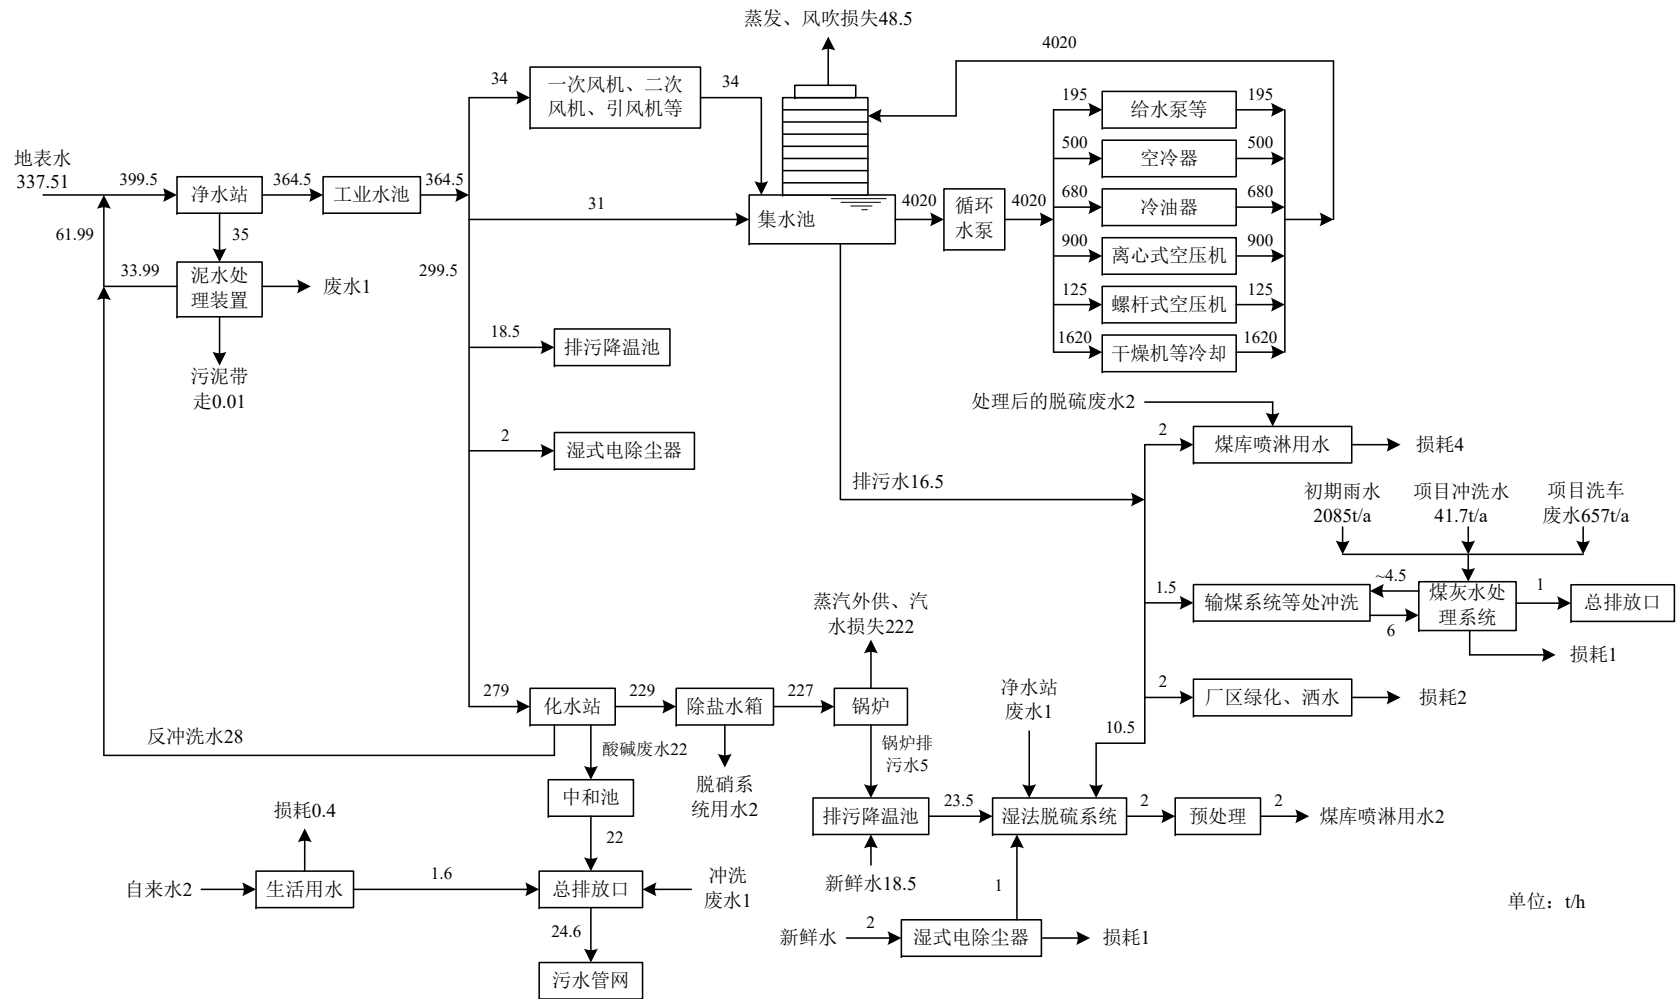 蒸发、风吹损失48.5
4020
34
一次风机、二次
风机、引风机等
34
195
给水泵等
195
500
空冷器
500
地表水
337.51
399.5
净水站
364.5
工业水池
364.5
31
集水池
4020
循环
水泵
4020
680
冷油器
680
61.99
35
900
离心式空压机
900
33.99
泥水处
理装置
废水1
299.5
125
螺杆式空压机
125
18.5
排污降温池
1620
干燥机等冷却
1620
污泥带
走0.01
处理后的脱硫废水2
2
湿式电除尘器
2
煤库喷淋用水
损耗4
排污水16.5
初期雨水
2085t/a
项目冲洗水
41.7t/a
项目洗车
废水657t/a
1.5
输煤系统等处冲洗
~4.5
6
煤灰水处
理系统
1
总排放口
损耗1
蒸汽外供、汽
水损失222
279
化水站
229
除盐水箱
227
锅炉
净水站
废水1
2
厂区绿化、洒水
损耗2
反冲洗水28
酸碱废水22
锅炉排
污水5
10.5
脱硝系
统用水2
中和池
排污降温池
23.5
湿法脱硫系统
2
预处理
2
煤库喷淋用水2
损耗0.4
22
新鲜水18.5
自来水2
生活用水
1.6
总排放口
冲洗
废水1
1
24.6
新鲜水
2
湿式电除尘器
损耗1
污水管网
单位：t/h